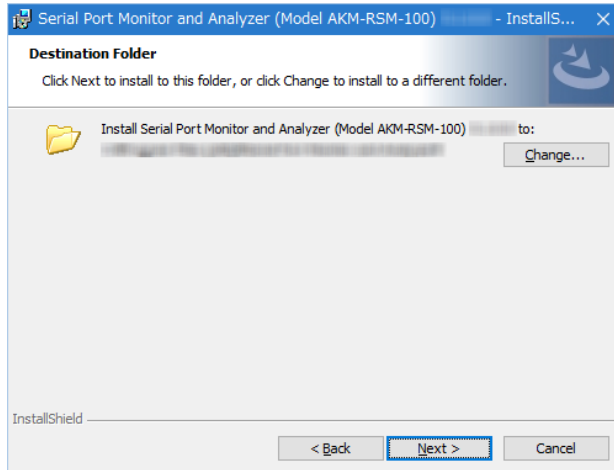 Serial Port Monitor and Analyzer (Model AKM-RSM-100) - InstallS...
Destination Folder
Click Next to install to this folder, or click Change to install to a different folder.
Install Serial Port Monitor and Analyzer (Model AKM-RSM-100) to:
Change...
InstallShield
< Back Next > Cancel